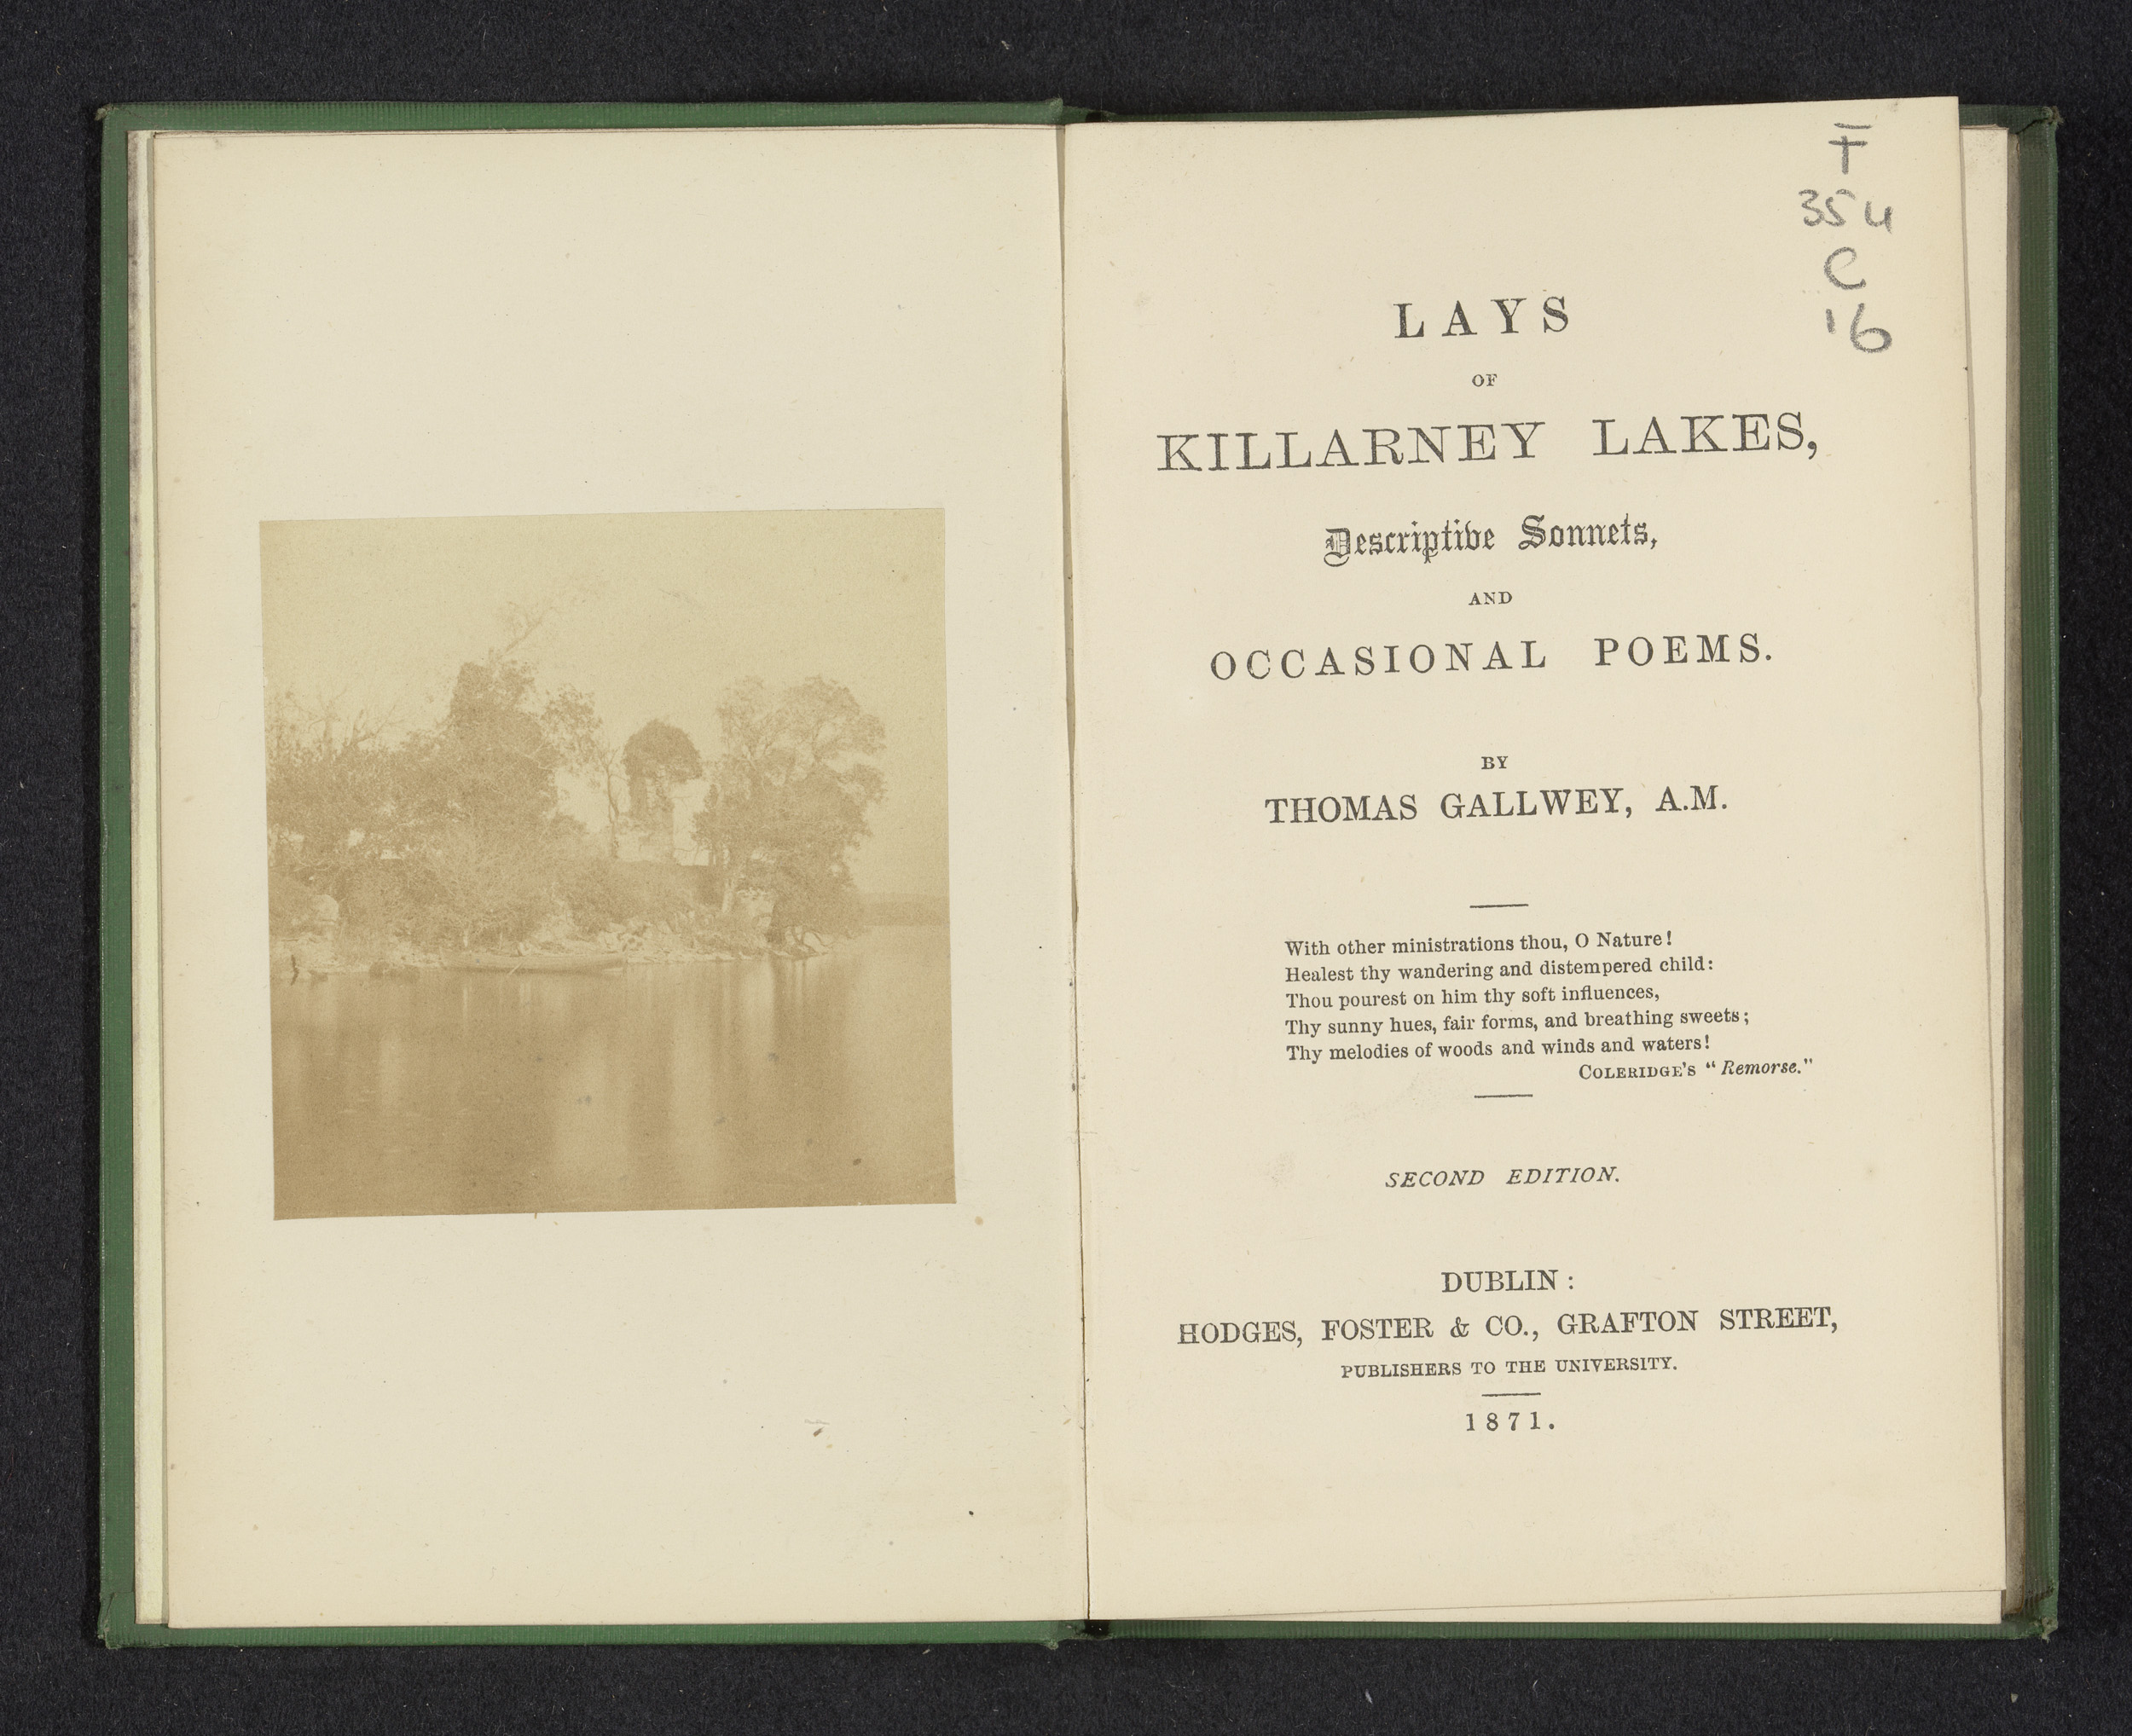 T
354
C
16
LAYS
OF
KILLARNEY LAKES,
Descriptive Sonnets,
AND
OCCASIONAL POEMS.
BY
THOMAS GALLWEY, A.M.
With other ministrations thou, O Nature!
Healest thy wandering and distempered child:
Thou pourest on him thy soft influences,
Thy sunny hues, fair forms, and breathing sweets;
Thy melodies of woods and winds and waters!
COLERIDGE'S "Remorse."
SECOND EDITION.
DUBLIN:
HODGES, FOSTER & CO., GRAFTON STREET,
PUBLISHERS TO THE UNIVERSITY.
1871.